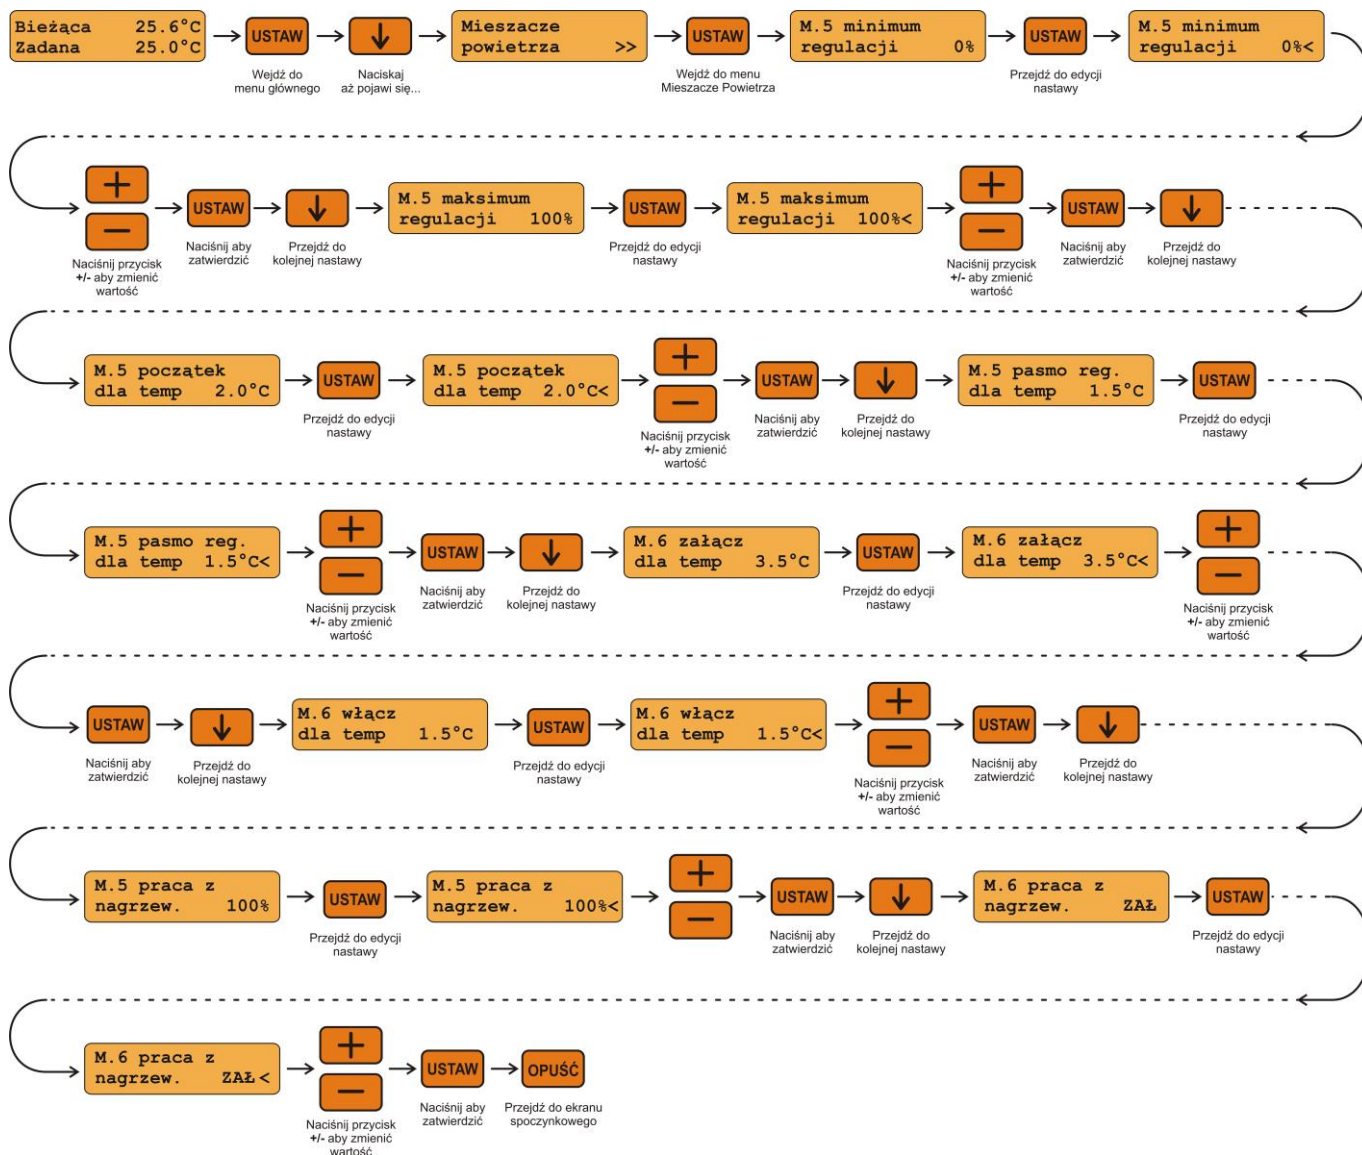 Bieżąca 25.6°C
Zadana 25.0°C
USTAW
Wejdź do
menu głównego
Naciskaj
aż pojawi się...
Mieszacze
powietrza >>
USTAW
Wejdź do menu
Mieszacze Powietrza
M.5 minimum
regulacji 0%
USTAW
Przejdź do edycji
nastawy
M.5 minimum
regulacji 0%<
+
−
Naciśnij przycisk
+/- aby zmienić
wartość
USTAW
Naciśnij aby
zatwierdzić
Przejdź do
kolejnej nastawy
M.5 maksimum
regulacji 100%
USTAW
Przejdź do edycji
nastawy
M.5 maksimum
regulacji 100%<
+
−
Naciśnij przycisk
+/- aby zmienić
wartość
USTAW
Naciśnij aby
zatwierdzić
Przejdź do
kolejnej nastawy
M.5 początek
dla temp 2.0°C
USTAW
Przejdź do edycji
nastawy
M.5 początek
dla temp 2.0°C<
+
−
Naciśnij przycisk
+/- aby zmienić
wartość
USTAW
Naciśnij aby
zatwierdzić
Przejdź do
kolejnej nastawy
M.5 pasmo reg.
dla temp 1.5°C
USTAW
Przejdź do edycji
nastawy
M.5 pasmo reg.
dla temp 1.5°C<
+
−
Naciśnij przycisk
+/- aby zmienić
wartość
USTAW
Naciśnij aby
zatwierdzić
Przejdź do
kolejnej nastawy
M.6 załącz
dla temp 3.5°C
USTAW
Przejdź do edycji
nastawy
M.6 załącz
dla temp 3.5°C<
+
−
Naciśnij przycisk
+/- aby zmienić
wartość
USTAW
Naciśnij aby
zatwierdzić
Przejdź do
kolejnej nastawy
M.6 włącz
dla temp 1.5°C
USTAW
Przejdź do edycji
nastawy
M.6 włącz
dla temp 1.5°C<
+
−
Naciśnij przycisk
+/- aby zmienić
wartość
USTAW
Naciśnij aby
zatwierdzić
Przejdź do
kolejnej nastawy
M.5 praca z
nagrzew. 100%
USTAW
Przejdź do edycji
nastawy
M.5 praca z
nagrzew. 100%<
+
−
USTAW
Naciśnij aby
zatwierdzić
Przejdź do
kolejnej nastawy
M.6 praca z
nagrzew. ZAŁ
USTAW
Przejdź do edycji
nastawy
M.6 praca z
nagrzew. ZAŁ<
+
−
Naciśnij przycisk
+/- aby zmienić
wartość.
USTAW
Naciśnij aby
zatwierdzić
OPUŚĆ
Przejdź do ekranu
spoczynkowego